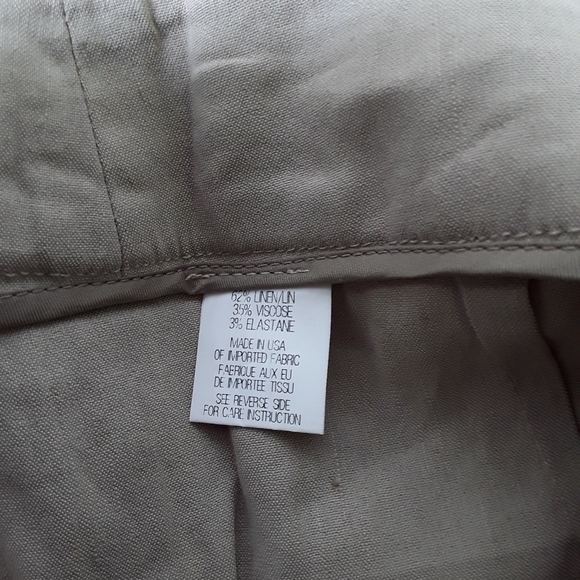 62% LINEN/LIN
35% VISCOSE
3% ELASTANE
MADE IN USA
OF IMPORTED FABRIC
FABRIQUE AUX EU
DE IMPORTEE TISSU
SEE REVERSE SIDE
FOR CARE INSTRUCTION